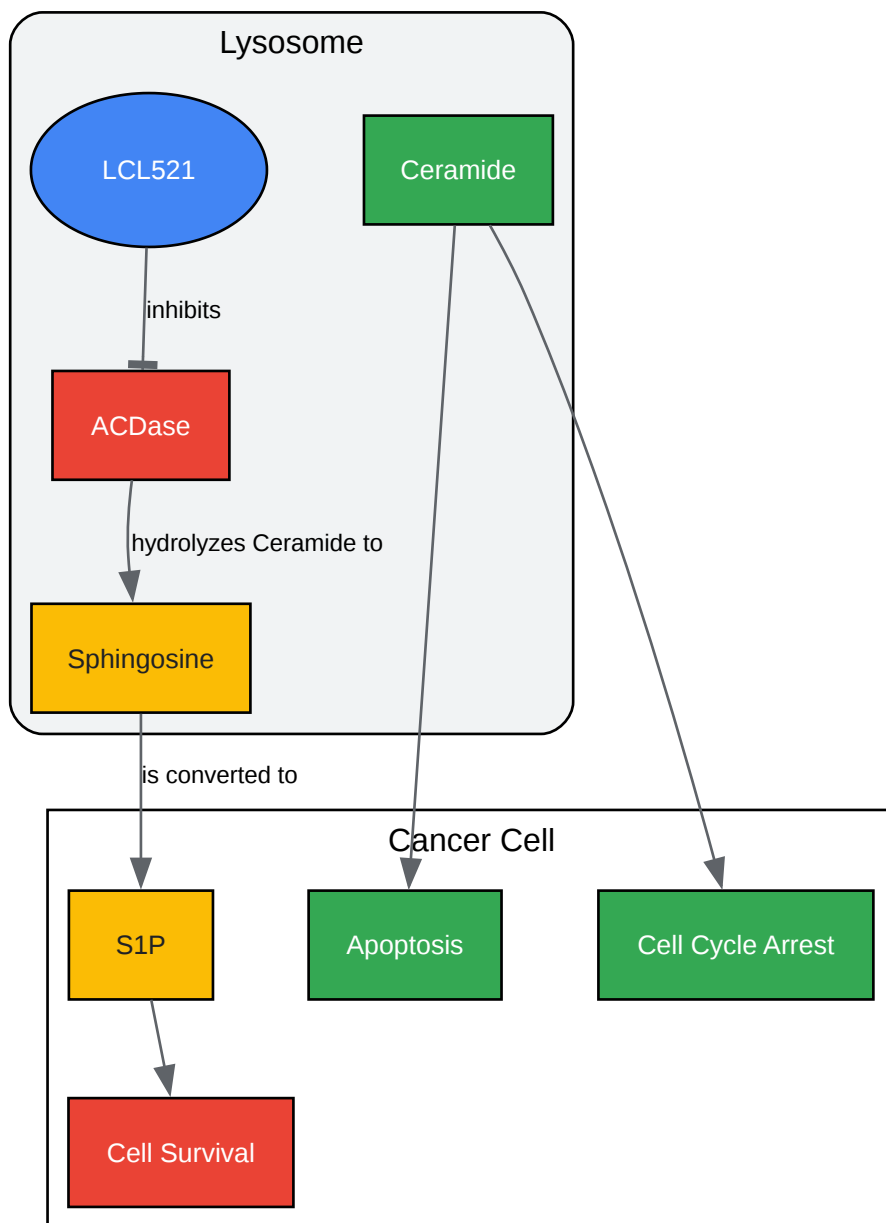 Lysosome
LCL521
Ceramide
inhibits
ACDase
hydrolyzes Ceramide to
Sphingosine
is converted to
Cancer Cell
S1P
Apoptosis
Cell Cycle Arrest
Cell Survival